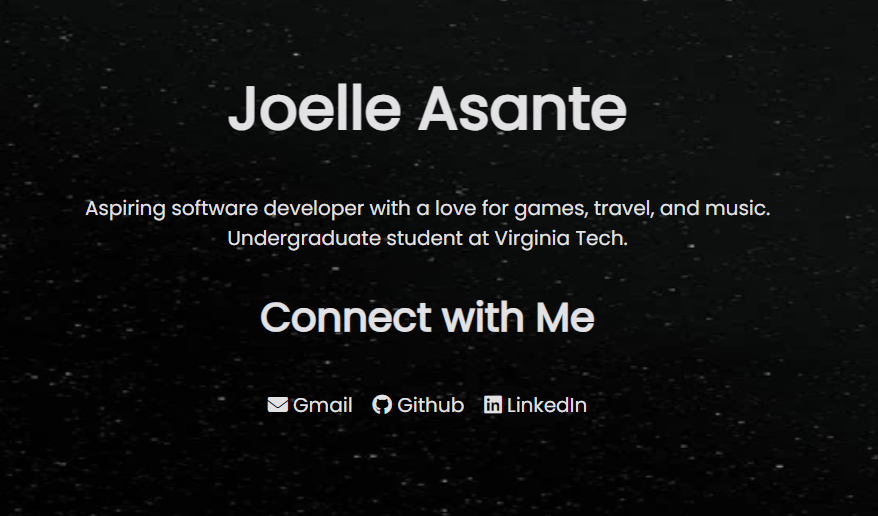 Joelle Asante
Aspiring software developer with a love for games, travel, and music.
Undergraduate student at Virginia Tech.
Connect with Me
Gmail Github LinkedIn